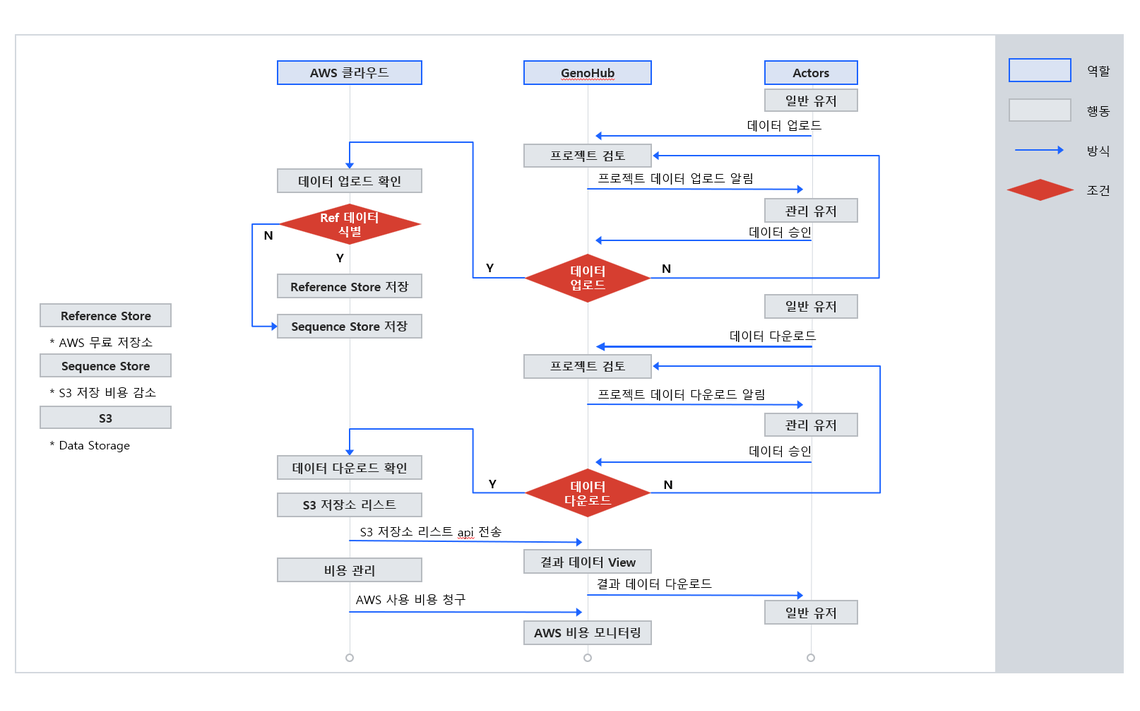 AWS 클라우드
GenoHub
Actors
역할
일반 유저
행동
데이터 업로드
프로젝트 검토
방식
데이터 업로드 확인
프로젝트 데이터 업로드 알림
조건
관리 유저
Ref 데이터
식별
N
데이터 승인
Y
Y
데이터
업로드
N
Reference Store 저장
일반 유저
Reference Store
Sequence Store 저장
* AWS 무료 저장소
데이터 다운로드
Sequence Store
프로젝트 검토
* S3 저장 비용 감소
프로젝트 데이터 다운로드 알림
S3
관리 유저
* Data Storage
데이터 승인
데이터 다운로드 확인
Y
데이터
다운로드
N
S3 저장소 리스트
S3 저장소 리스트 api 전송
결과 데이터 View
비용 관리
결과 데이터 다운로드
AWS 사용 비용 청구
일반 유저
AWS 비용 모니터링